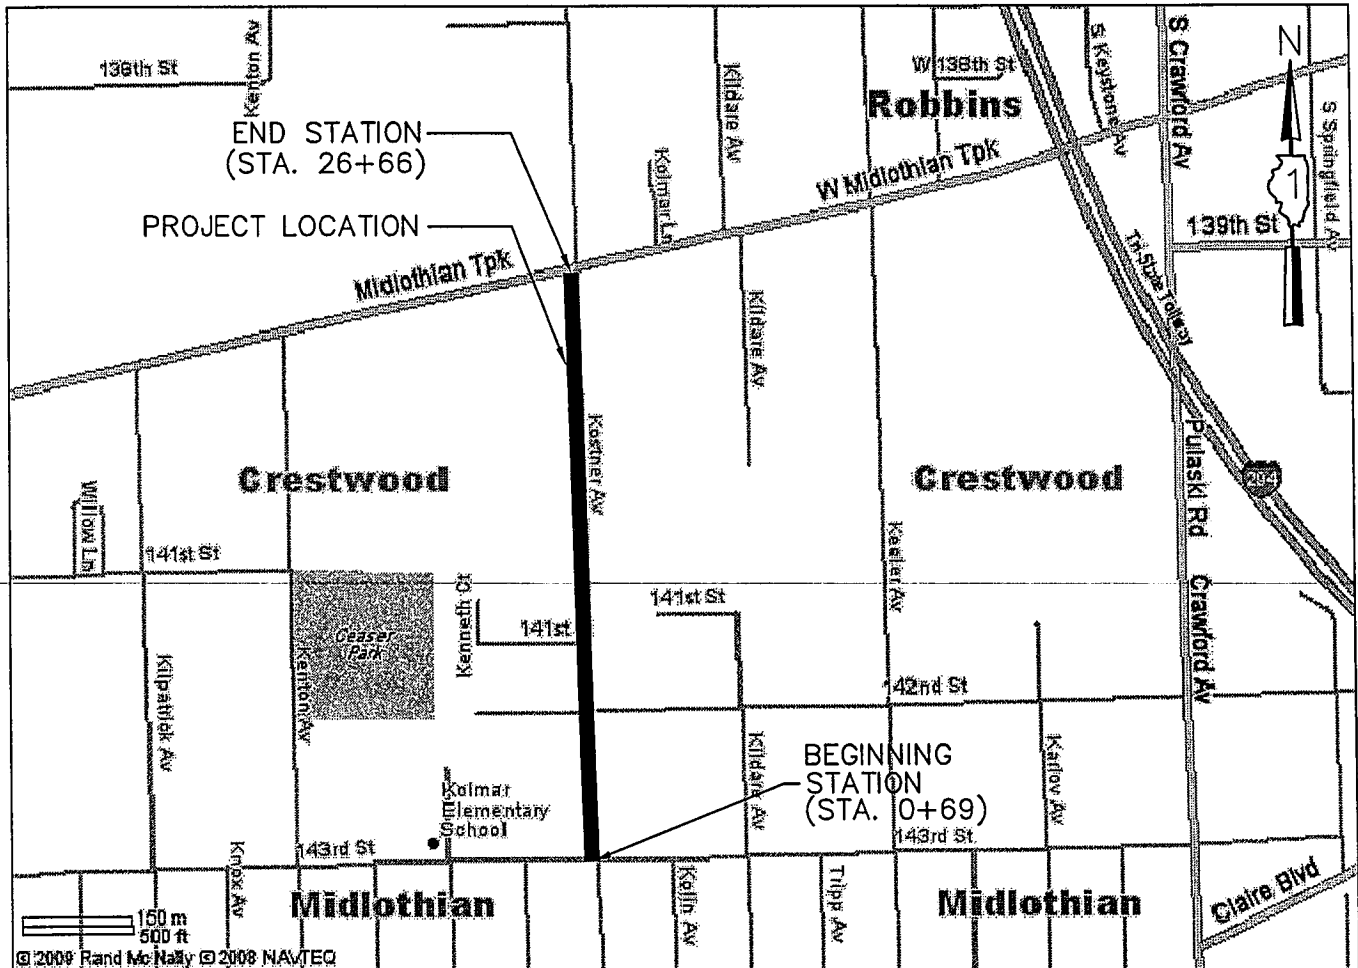 138th St
Kenton Av
END STATION
(STA. 26+66)
PROJECT LOCATION
Kildare Av
Kolmar Ln
W 138th St
Robbins
S Keystone Av
S Crawford Av
N
1
S Springfield Av
139th St
W Midlothian Tpk
Midlothian Tpk
Tri-State Tollway
Kildare Av
Kostner Av
Crestwood
Crestwood
Pulaski Rd
294
Willow Ln
141st St
Keeler Av
Ceaser
Park
Kenneth Ct
141st
141st St
Crawford Av
142nd St
Kilpatrick Av
Kenton Av
Kolmar
Elementary
School
Kildare Av
BEGINNING
STATION
(STA. 0+69)
Karlov Av
143rd St
143rd St.
Knox Av
Midlothian
Kolin Av
Tripp Av
Midlothian
Claire Blvd
150 m
500 ft
© 2009 Rand McNally © 2008 NAVTEQ